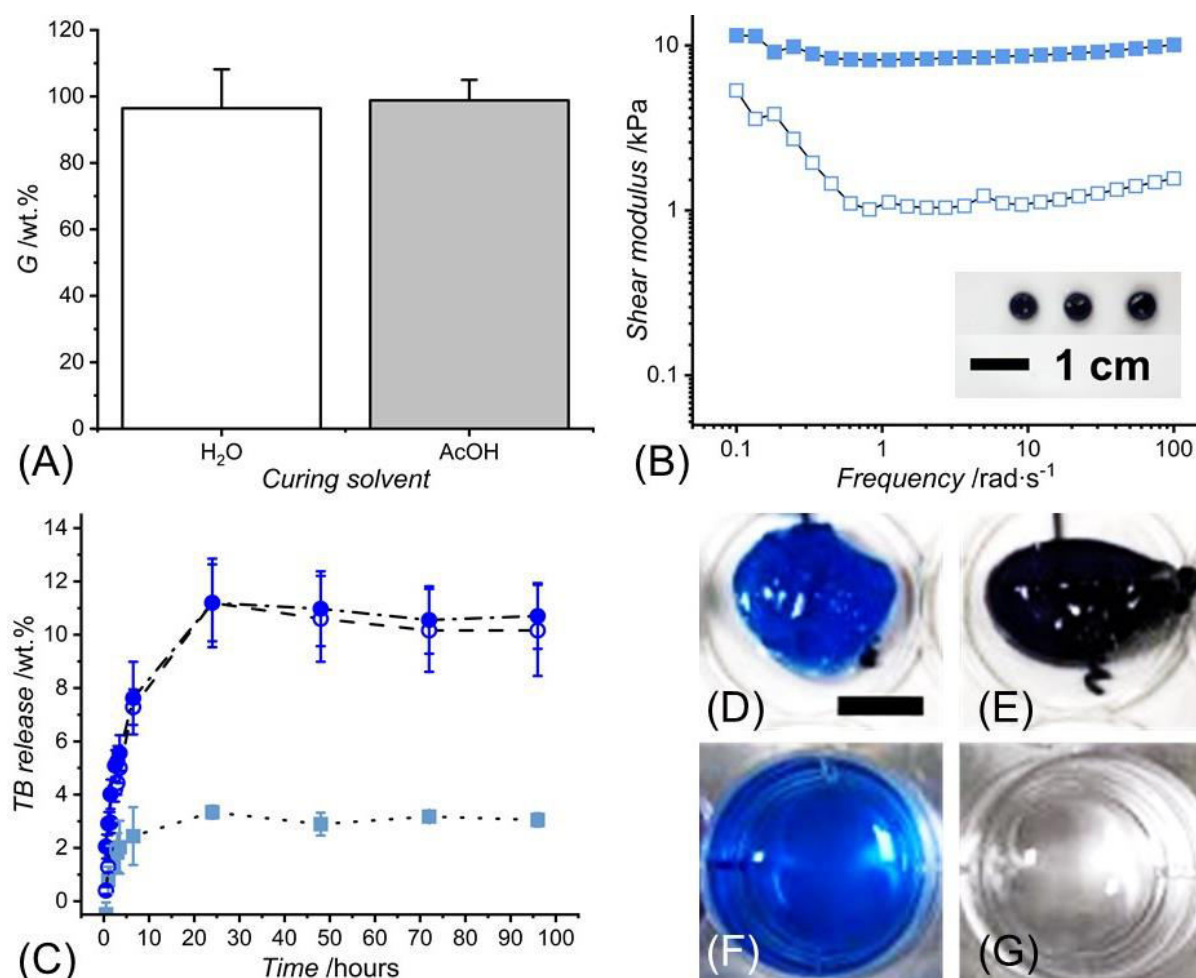 120
100
80
60
40
20
0
G /wt.%
H₂O
AcOH
Curing solvent
(A)
10
1
0.1
Shear modulus /kPa
1 cm
0.1
1
10
100
Frequency /rad·s⁻¹
(B)
14
12
10
8
6
4
2
0
TB release /wt.%
0 10 20 30 40 50 60 70 80 90 100
Time /hours
(C)
(D)
(E)
(F)
(G)